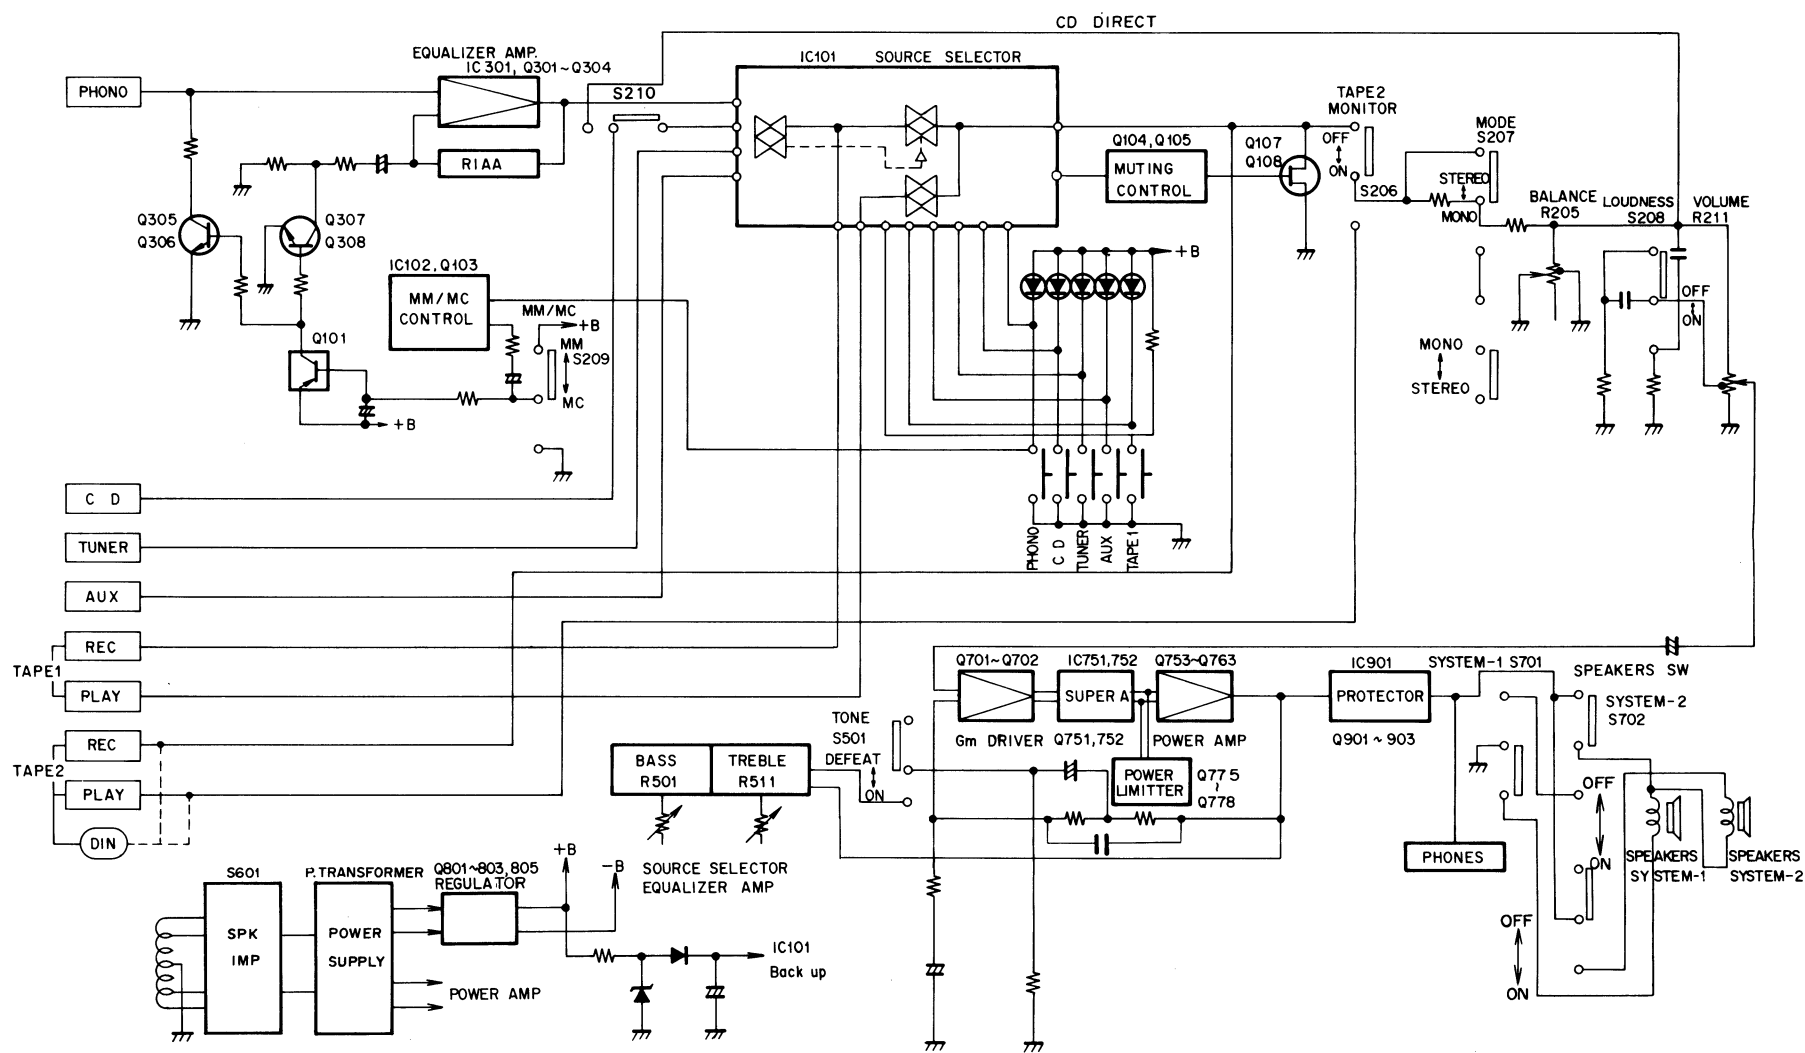 CD DIRECT
EQUALIZER AMP.
IC301, Q301~Q304
IC101 SOURCE SELECTOR
PHONO
S210
TAPE2
MONITOR
OFF
ON
S206
MODE
S207
STEREO
MONO
RIAA
Q104, Q105
MUTING
CONTROL
Q107
Q108
BALANCE
R205
LOUDNESS
S208
VOLUME
R211
Q305
Q306
Q307
Q308
+B
IC102, Q103
MM/MC
CONTROL
MM/MC
+B
MM
S209
MC
Q101
+B
OFF
ON
MONO
STEREO
C D
TUNER
AUX
REC
TAPE1
PLAY
REC
TAPE2
PLAY
DIN
PHONO
C D
TUNER
AUX
TAPE1
Q701~Q702
IC751,752
Q753~Q763
IC901
SYSTEM-1 S701
SPEAKERS SW
SUPER A
PROTECTOR
SYSTEM-2
S702
Gm DRIVER
Q751,752
POWER AMP
Q901~903
TONE
S501
DEFEAT
ON
BASS
R501
TREBLE
R511
POWER
LIMITTER
Q775
~
Q778
OFF
ON
PHONES
SPEAKERS
SYSTEM-1
SPEAKERS
SYSTEM-2
OFF
ON
SOURCE SELECTOR
EQUALIZER AMP
+B
-B
S601
P.TRANSFORMER
Q801~803,805
REGULATOR
SPK
IMP
POWER
SUPPLY
IC101
Back up
POWER AMP